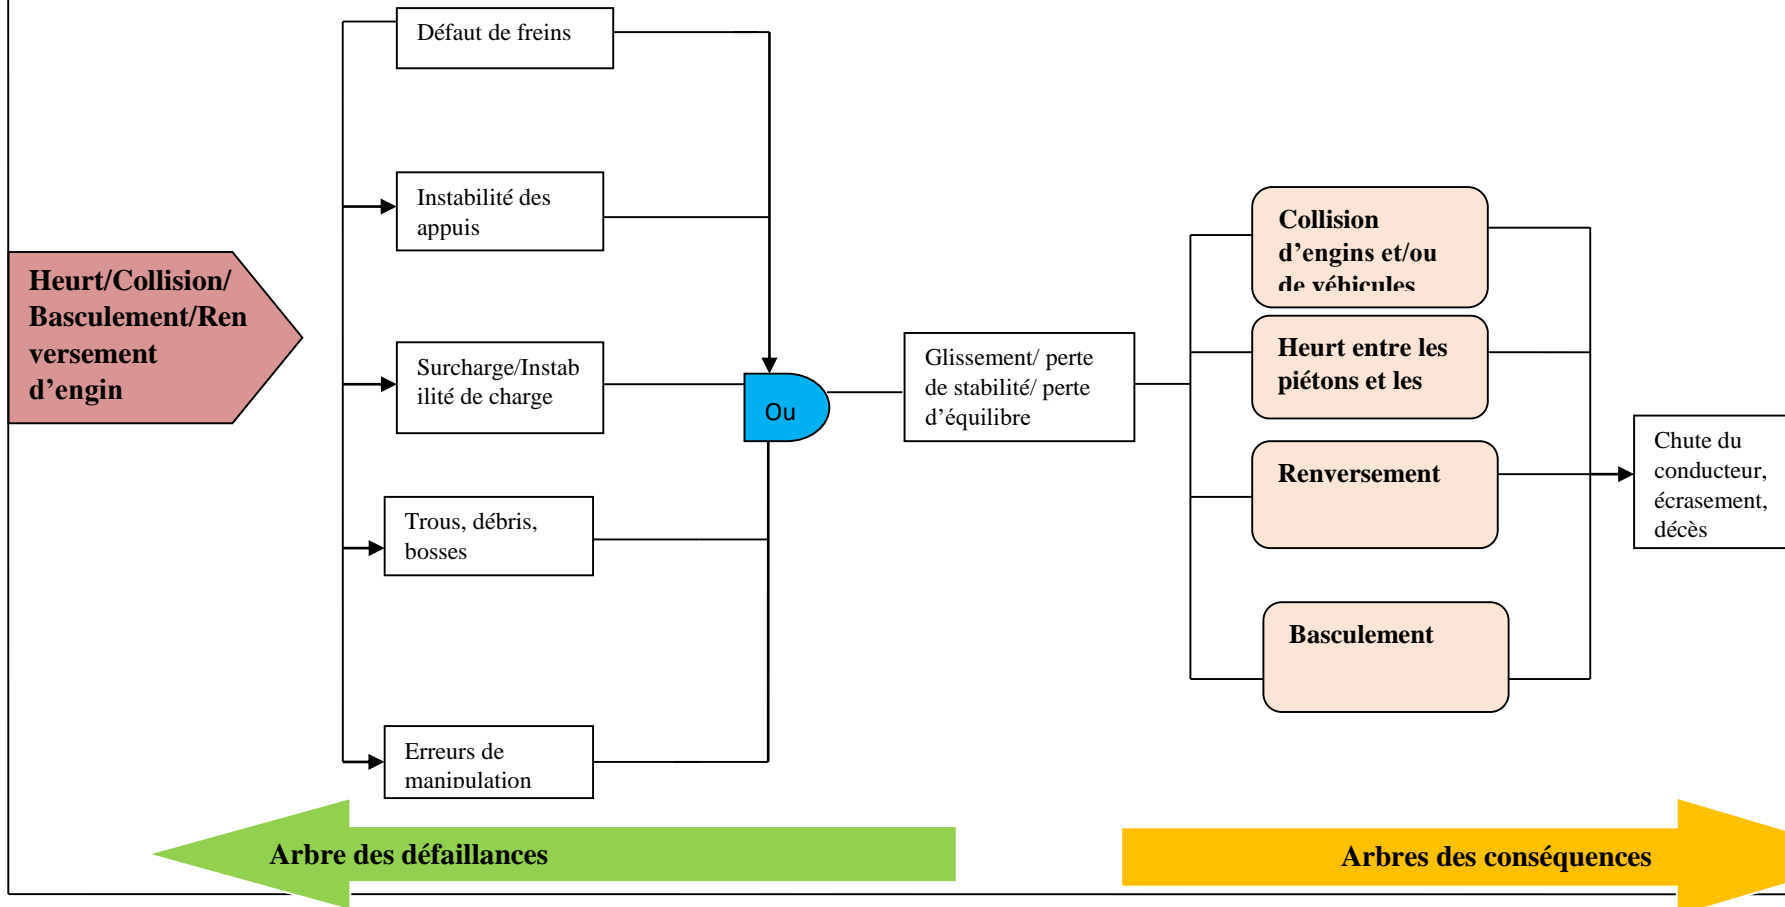 Défaut de freins
Instabilité des
appuis
Heurt/Collision/
Basculement/Ren
versement
d’engin
Surcharge/Instab
ilité de charge
Trous, débris,
bosses
Erreurs de
manipulation
Ou
Glissement/ perte
de stabilité/ perte
d’équilibre
Collision
d’engins et/ou
de véhicules
Heurt entre les
piétons et les
Renversement
Basculement
Chute du
conducteur,
écrasement,
décès
Arbre des défaillances
Arbres des conséquences